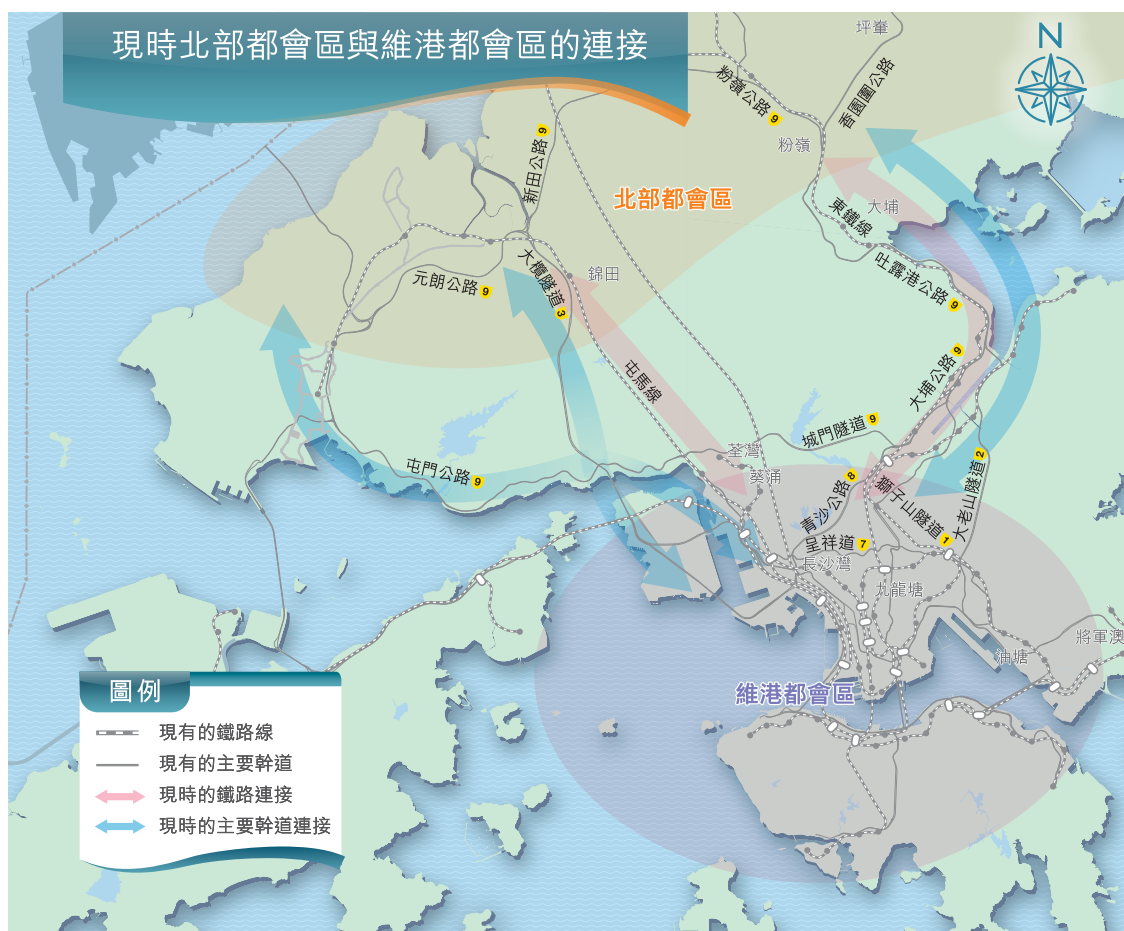 現時北部都會區與維港都會區的連接
N
坪輋
粉嶺公路 9
香園圍公路
粉嶺
新田公路 9
北部都會區
大埔
東鐵線
吐露港公路 9
元朗公路 9
大欖隧道 3
錦田
屯馬線
大埔公路 9
城門隧道 9
荃灣
葵涌
屯門公路 9
青沙公路 8
獅子山隧道 1
大老山隧道 2
呈祥道 7
長沙灣
九龍塘
將軍澳
油塘
維港都會區
圖例
現有的鐵路線
現有的主要幹道
現時的鐵路連接
現時的主要幹道連接